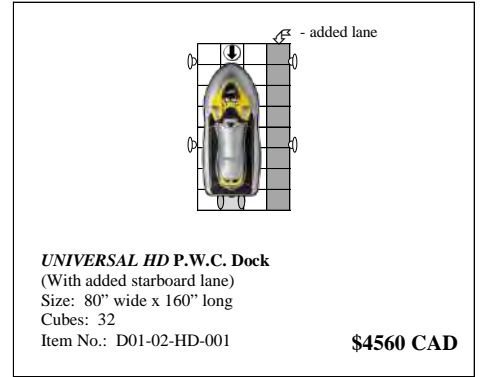 - added lane
UNIVERSAL HD P.W.C. Dock
(With added starboard lane)
Size:  80” wide x 160” long
Cubes:  32
Item No.:  D01-02-HD-001
$4560 CAD